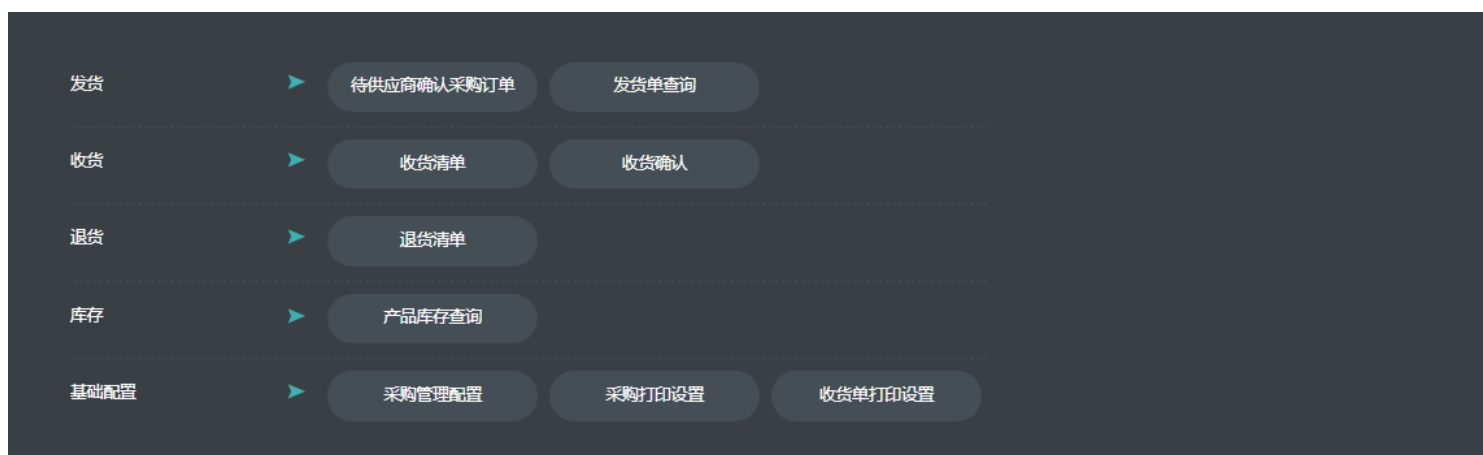 发货 待供应商确认采购订单 发货单查询
收货 收货清单 收货确认
退货 退货清单
库存 产品库存查询
基础配置 采购管理配置 采购打印设置 收货单打印设置